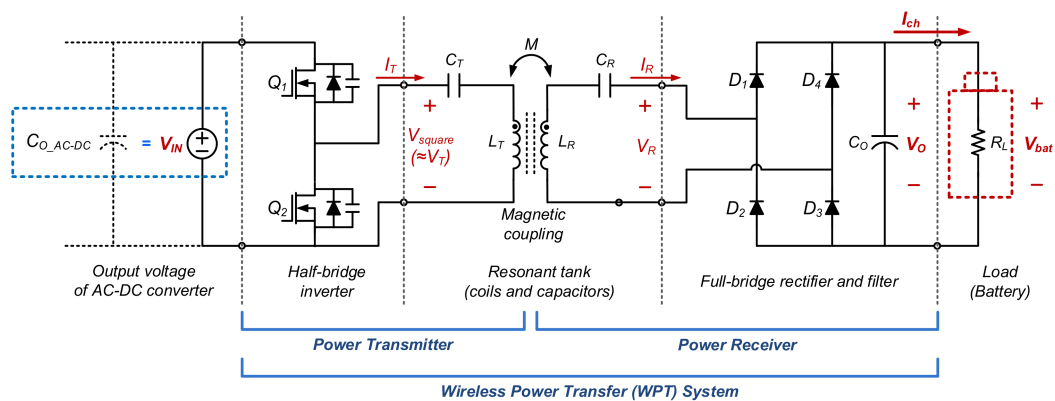 I_ch
M
C_T
C_R
I_T
I_R
Q_1
D_1
D_4
+
+
+
+
C_O_AC-DC
=
V_IN
+
−
V_square
(≈V_T)
L_T
L_R
V_R
C_O
V_O
R_L
V_bat
−
−
−
−
Q_2
D_2
D_3
Magnetic
coupling
Output voltage
of AC-DC converter
Half-bridge
inverter
Resonant tank
(coils and capacitors)
Full-bridge rectifier and filter
Load
(Battery)
Power Transmitter
Power Receiver
Wireless Power Transfer (WPT) System